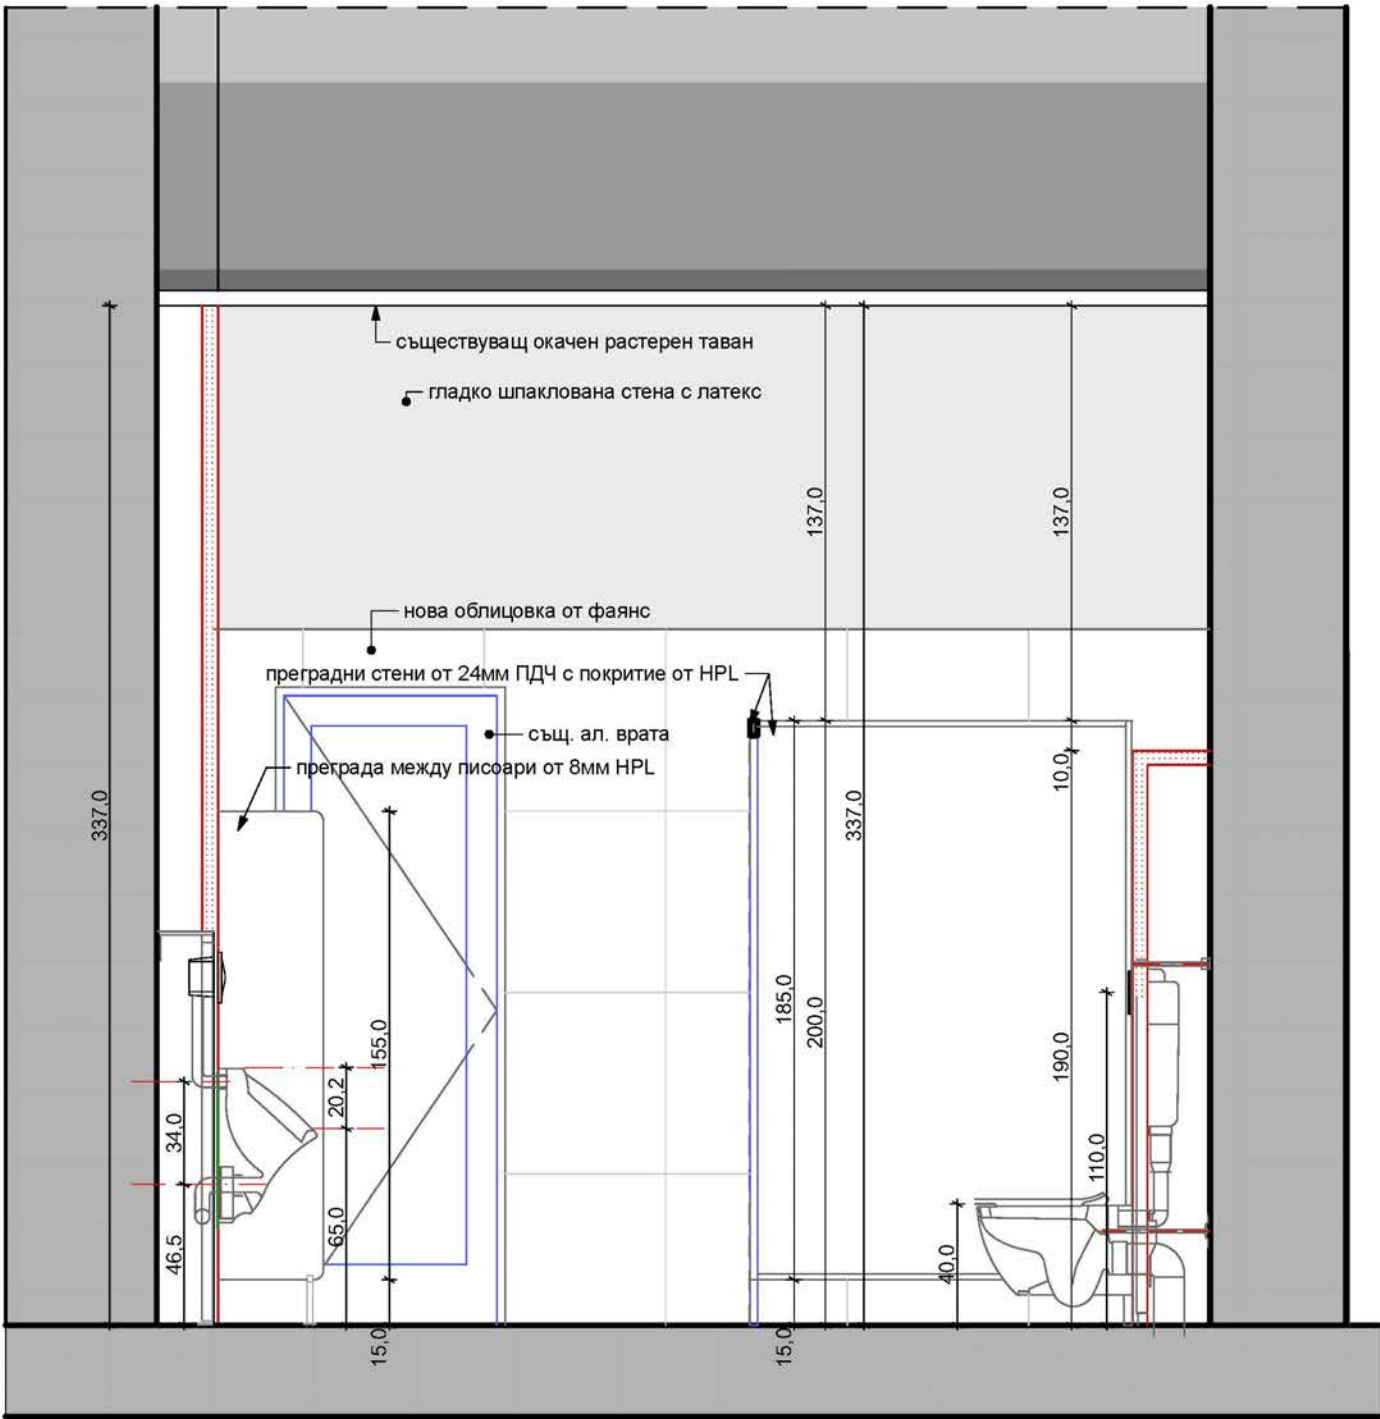 съществуващ окачен растерен таван
гладко шпаклована стена с латекс
137,0
137,0
нова облицовка от фаянс
преградни стени от 24мм ПДЧ с покритие от HPL
същ. ал. врата
преграда между писоари от 8мм HPL
10,0
337,0
337,0
185,0
200,0
155,0
190,0
20,2
34,0
110,0
65,0
46,5
40,0
15,0
15,0